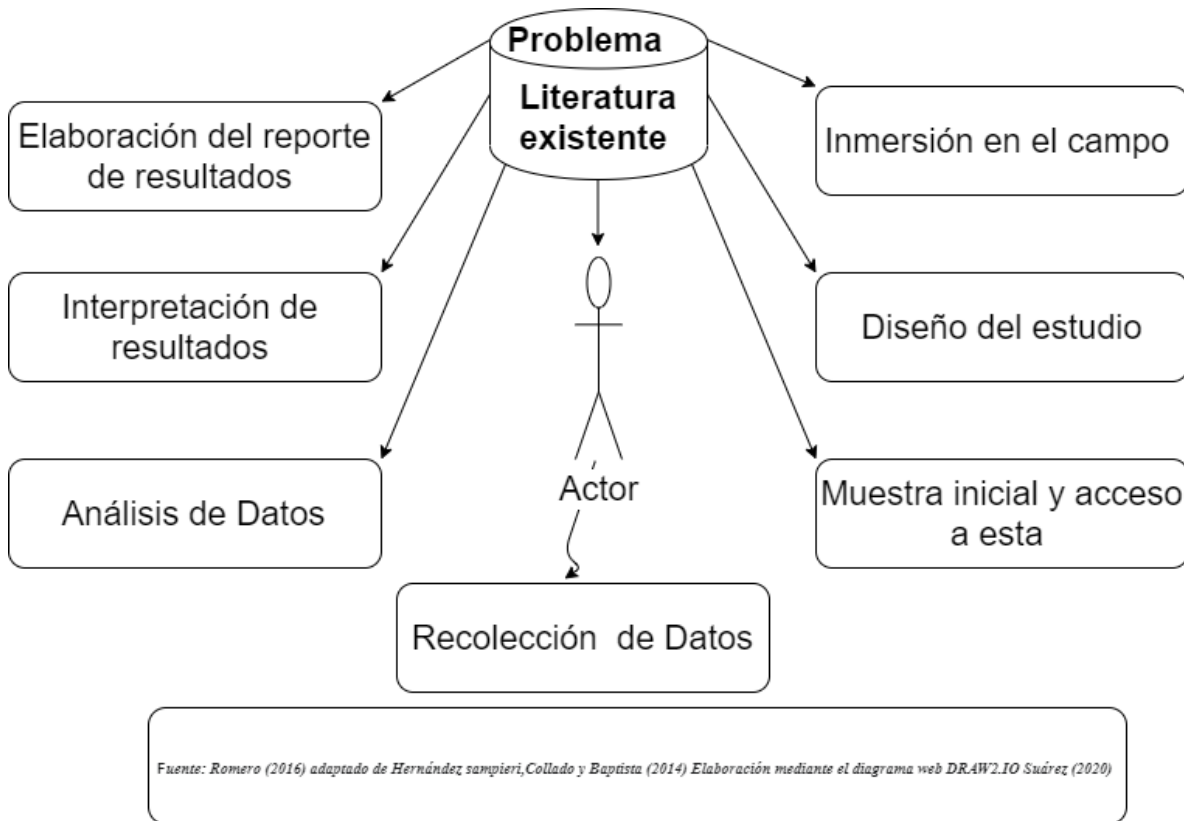 Problema
Literatura
existente
Elaboración del reporte
de resultados
Inmersión en el campo
Interpretación de
resultados
Diseño del estudio
Análisis de Datos
Actor
Muestra inicial y acceso
a esta
Recolección de Datos
Fuente: Romero (2016) adaptado de Hernández sampieri,Collado y Baptista (2014) Elaboración mediante el diagrama web DRAW2.IO Suárez (2020)